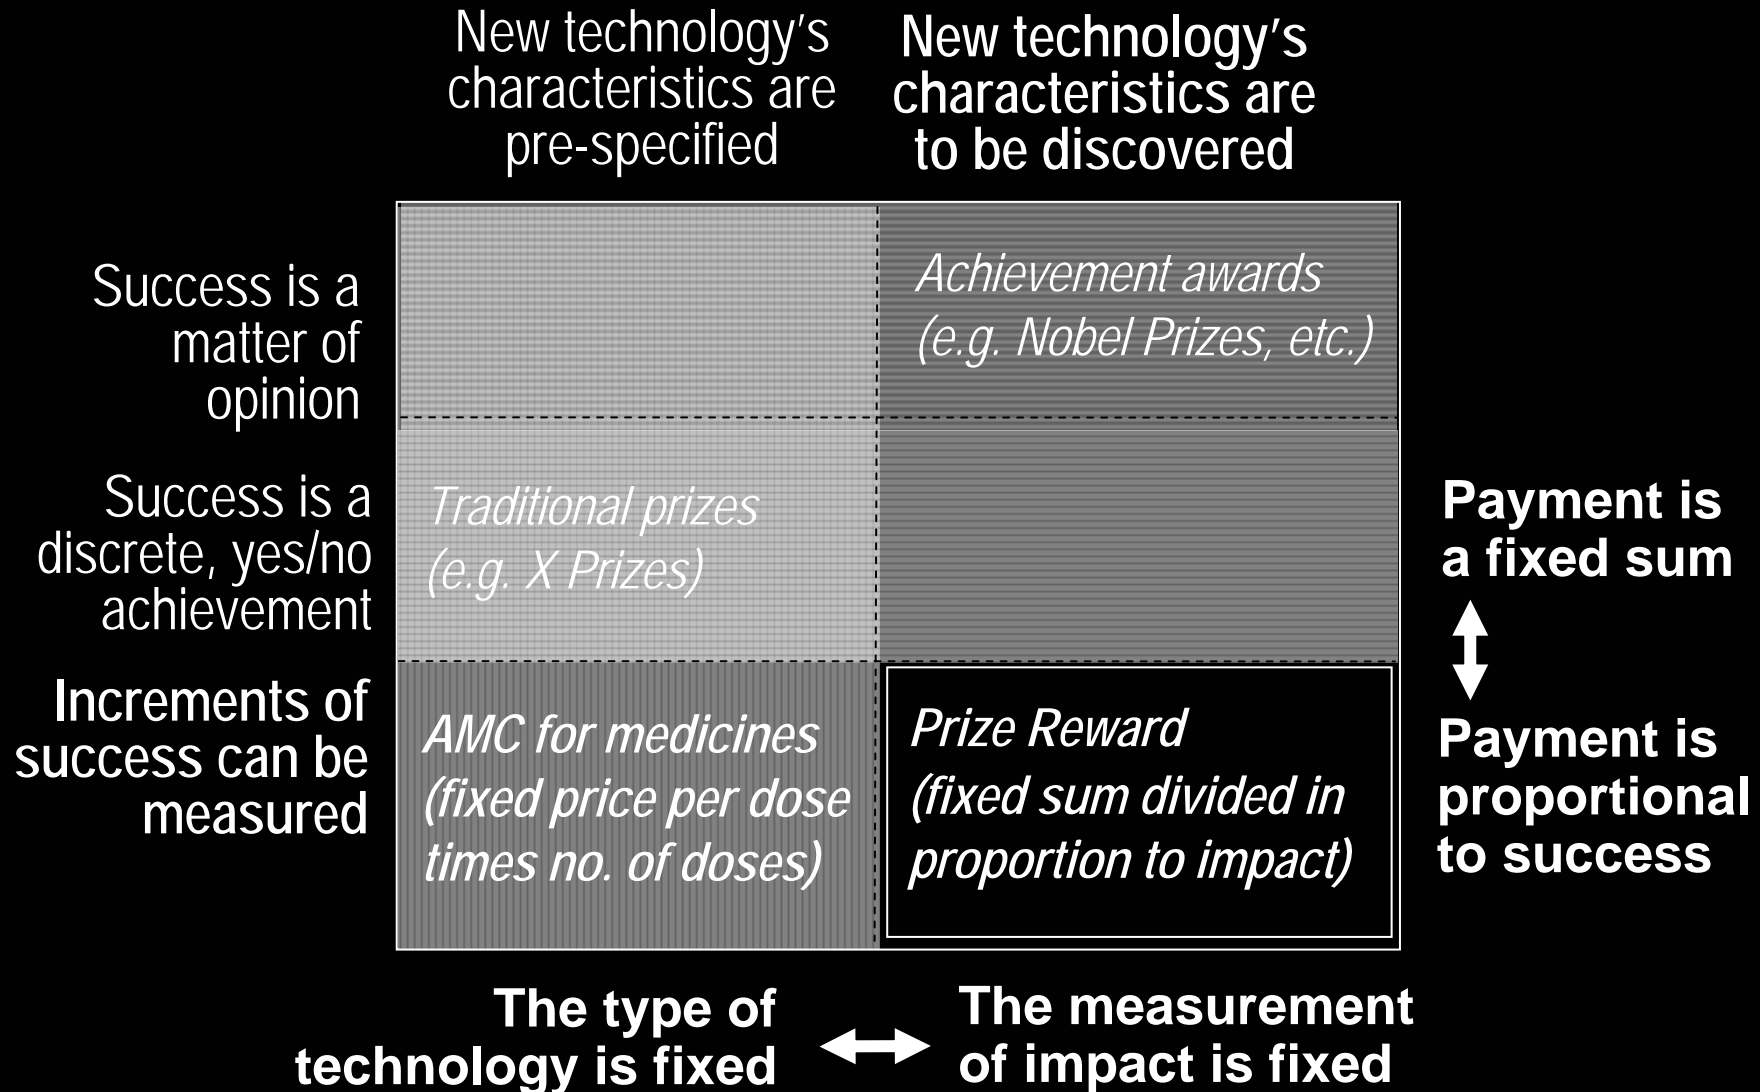 New technology's
characteristics are
pre-specified
New technology's
characteristics are
to be discovered
Success is a
matter of
opinion
Achievement awards
(e.g. Nobel Prizes, etc.)
Success is a
discrete, yes/no
achievement
Traditional prizes
(e.g. X Prizes)
Payment is
a fixed sum
Increments of
success can be
measured
AMC for medicines
(fixed price per dose
times no. of doses)
Prize Reward
(fixed sum divided in
proportion to impact)
Payment is
proportional
to success
The type of
technology is fixed
The measurement
of impact is fixed